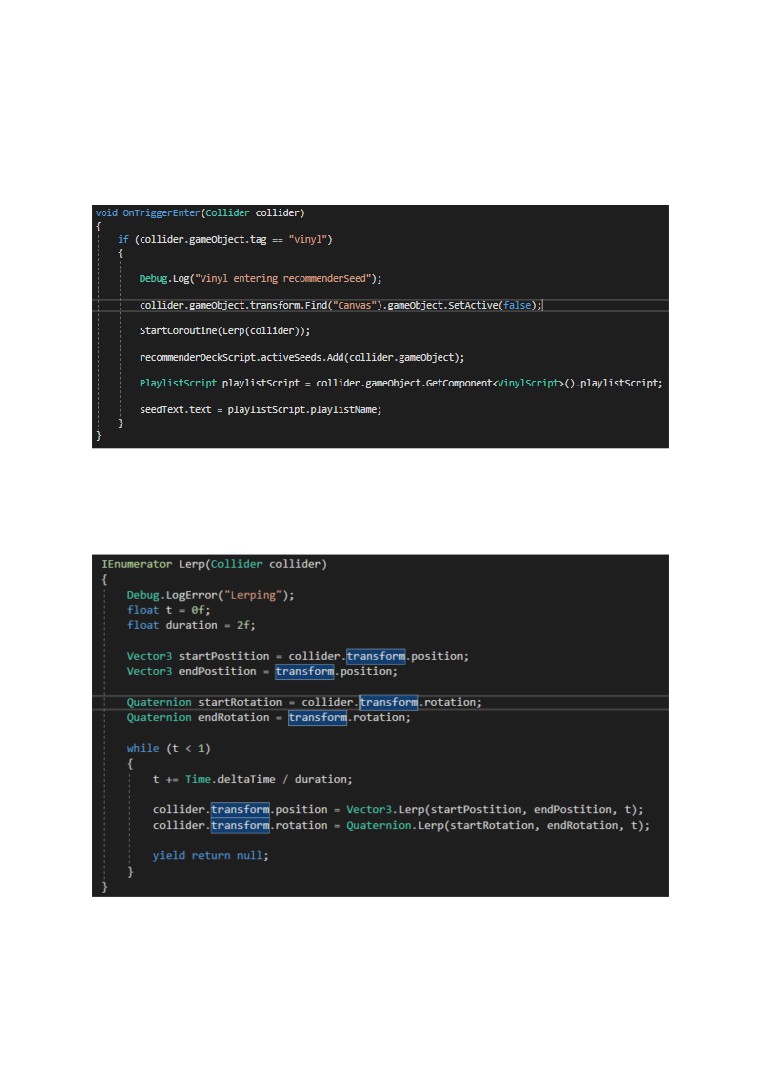 void OnTriggerEnter(Collider collider)
{
if (collider.gameObject.tag == "vinyl")
{
Debug.Log("Vinyl entering recommenderSeed");
collider.gameObject.transform.Find("Canvas").gameObject.SetActive(false);
StartCoroutine(Lerp(collider));
recommenderDeckScript.activeSeeds.Add(collider.gameObject);
PlaylistScript playlistScript = collider.gameObject.GetComponent<VinylScript>().playlistScript;
seedText.text = playlistScript.playlistName;
}
}
IEnumerator Lerp(Collider collider)
{
Debug.LogError("Lerping");
float t = 0f;
float duration = 2f;
Vector3 startPostition = collider.transform.position;
Vector3 endPostition = transform.position;
Quaternion startRotation = collider.transform.rotation;
Quaternion endRotation = transform.rotation;
while (t < 1)
{
t += Time.deltaTime / duration;
collider.transform.position = Vector3.Lerp(startPostition, endPostition, t);
collider.transform.rotation = Quaternion.Lerp(startRotation, endRotation, t);
yield return null;
}
}